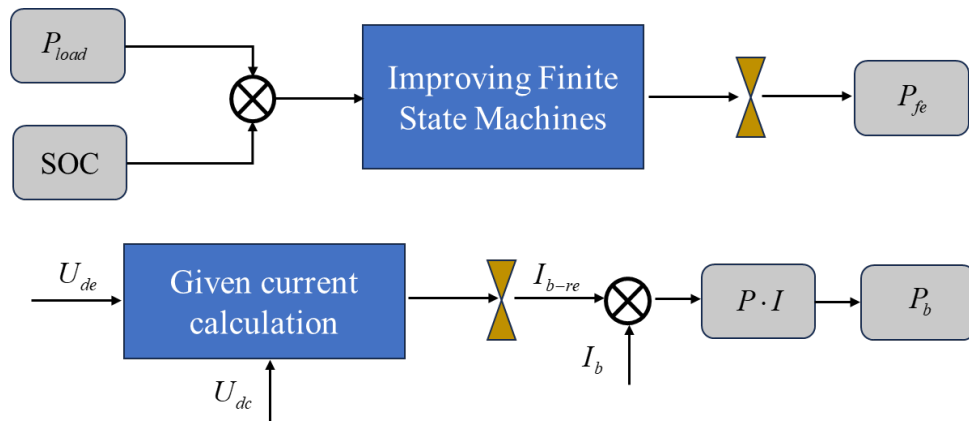 P_load
Improving Finite
State Machines
P_fe
SOC
U_de
Given current
calculation
I_b-re
P · I
P_b
I_b
U_dc